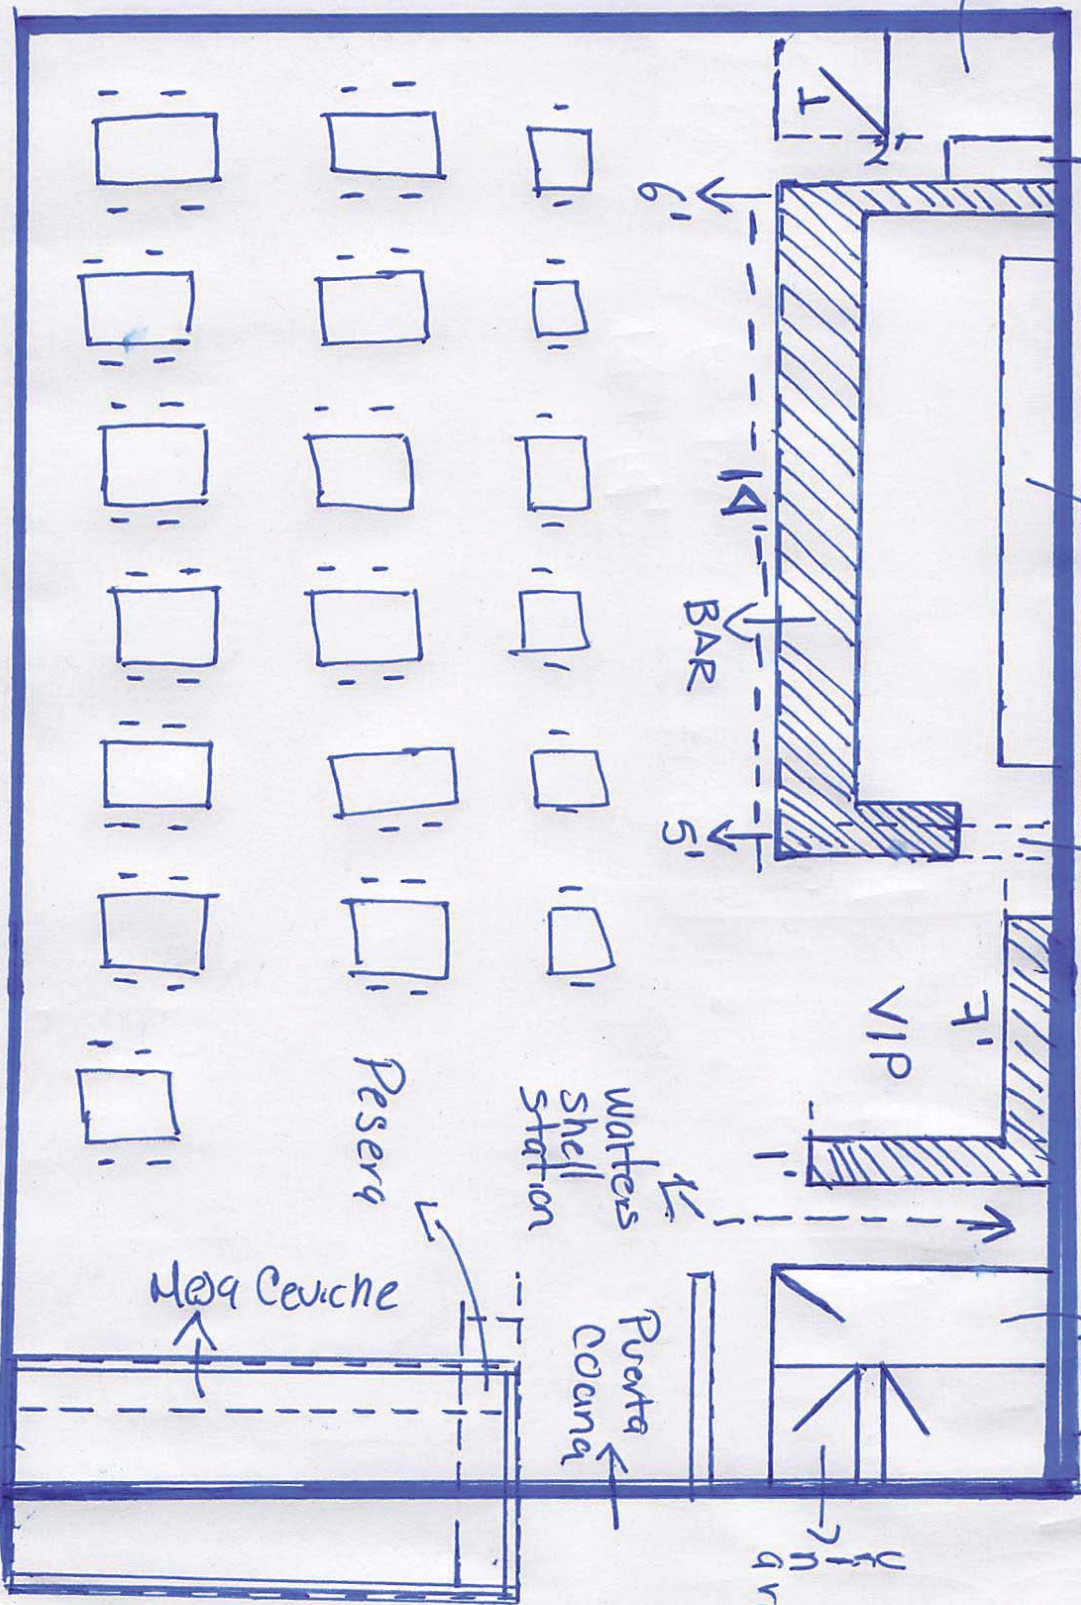 6'
14'
BAR
5'
7'
VIP
1'
waiters
shell
station
Pesera
Mesa Ceviche
Puerta
Cocina